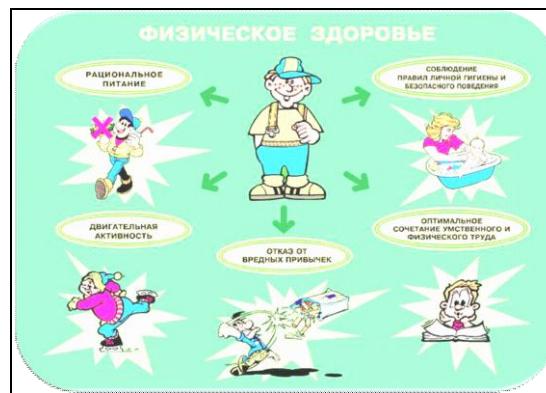 ФИЗИЧЕСКОЕ ЗДОРОВЬЕ
РАЦИОНАЛЬНОЕ
ПИТАНИЕ
СОБЛЮДЕНИЕ
ПРАВИЛ ЛИЧНОЙ ГИГИЕНЫ И
БЕЗОПАСНОГО ПОВЕДЕНИЯ
ДВИГАТЕЛЬНАЯ
АКТИВНОСТЬ
ОТКАЗ ОТ
ВРЕДНЫХ ПРИВЫЧЕК
ОПТИМАЛЬНОЕ
СОЧЕТАНИЕ УМСТВЕННОГО И
ФИЗИЧЕСКОГО ТРУДА